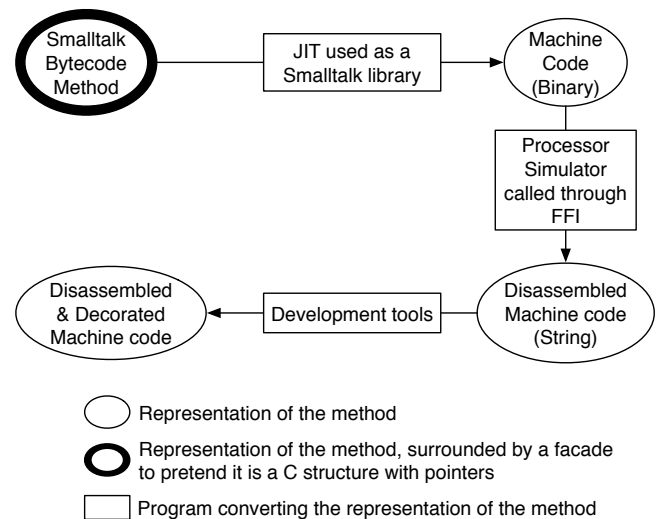 Smalltalk
Bytecode
Method
JIT used as a
Smalltalk library
Machine
Code
(Binary)
Processor
Simulator
called through
FFI
Disassembled
& Decorated
Machine code
Development tools
Disassembled
Machine code
(String)
Representation of the method
Representation of the method, surrounded by a facade
to pretend it is a C structure with pointers
Program converting the representation of the method